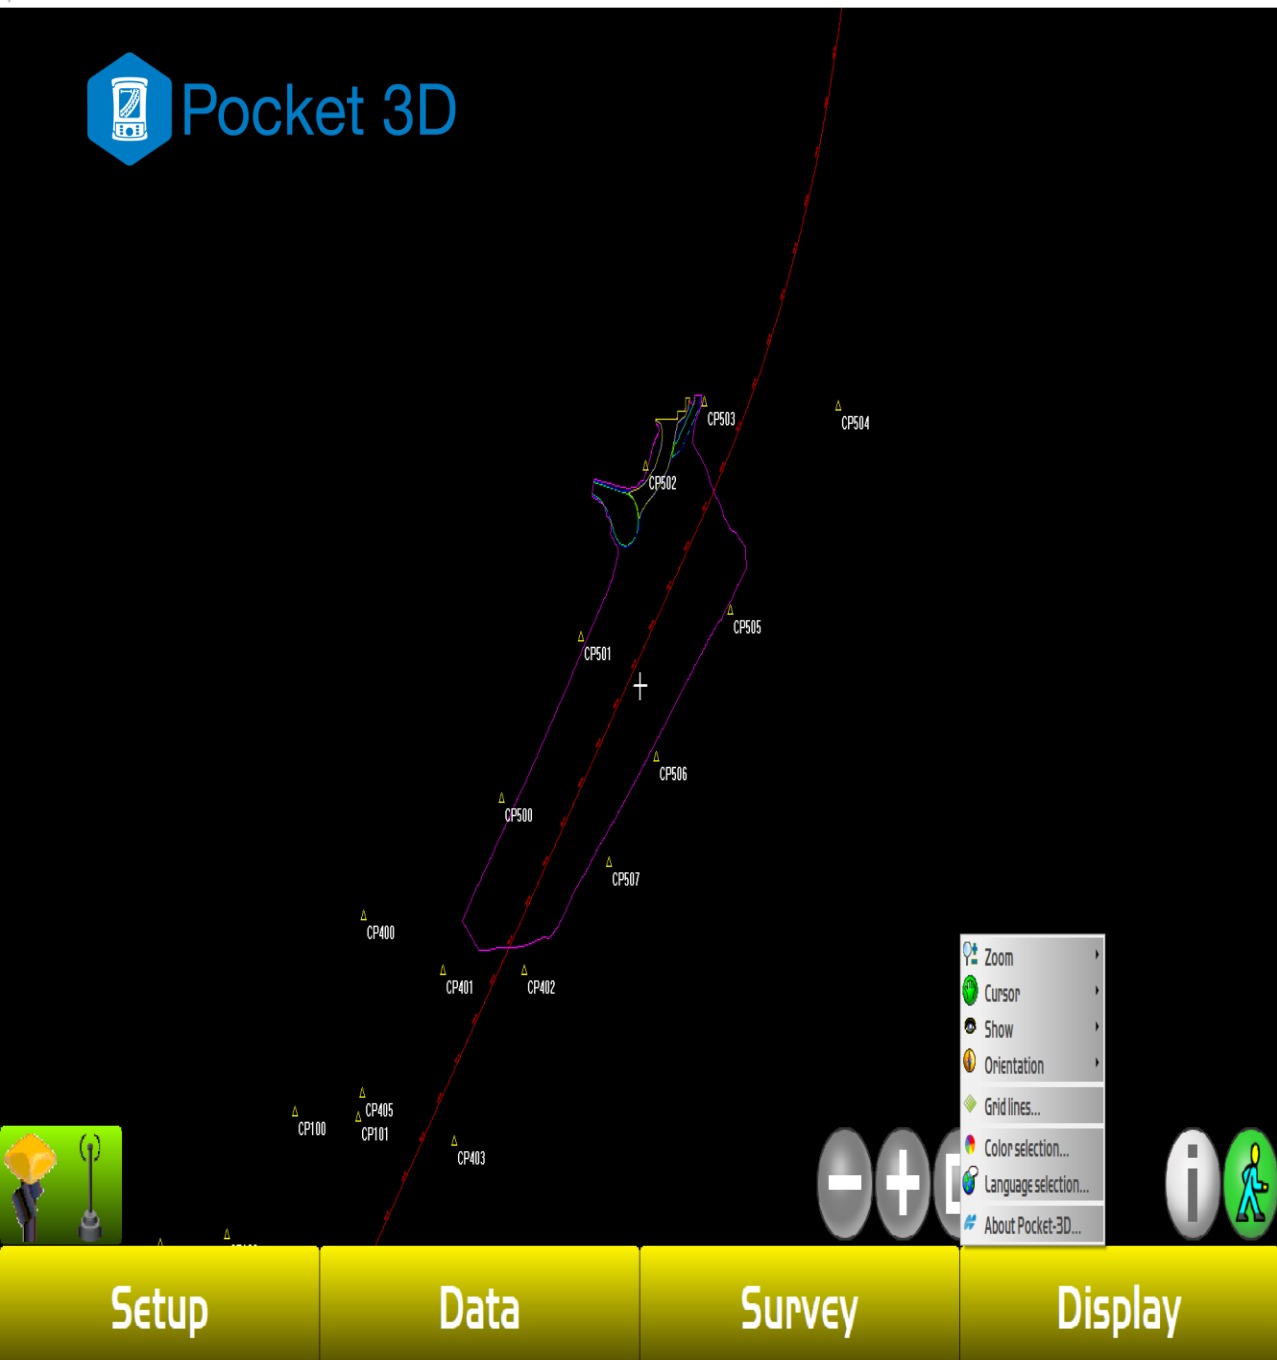 Pocket 3D
CP503
CP504
CP502
CP505
CP501
CP506
CP500
CP507
CP400
CP401
CP402
CP405
CP100
CP101
CP403
Zoom
Cursor
Show
Orientation
Grid lines...
Color selection...
Language selection...
About Pocket-3D...
Setup
Data
Survey
Display